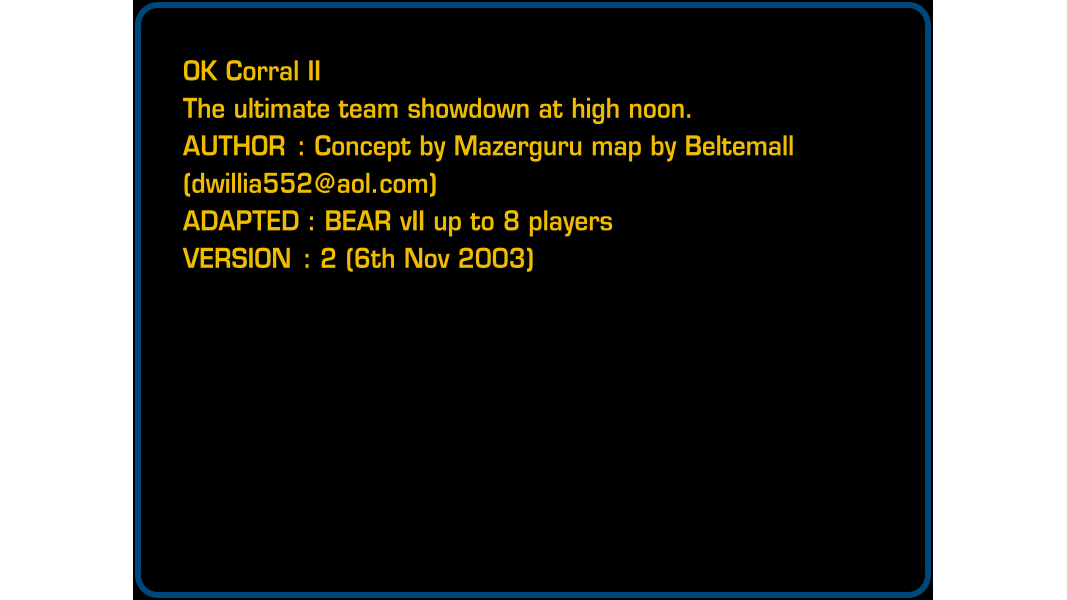 OK Corral II
The ultimate team showdown at high noon.
AUTHOR : Concept by Mazerguru map by Beltemall
(dwillia552@aol.com)
ADAPTED : BEAR vII up to 8 players
VERSION : 2 (6th Nov 2003)